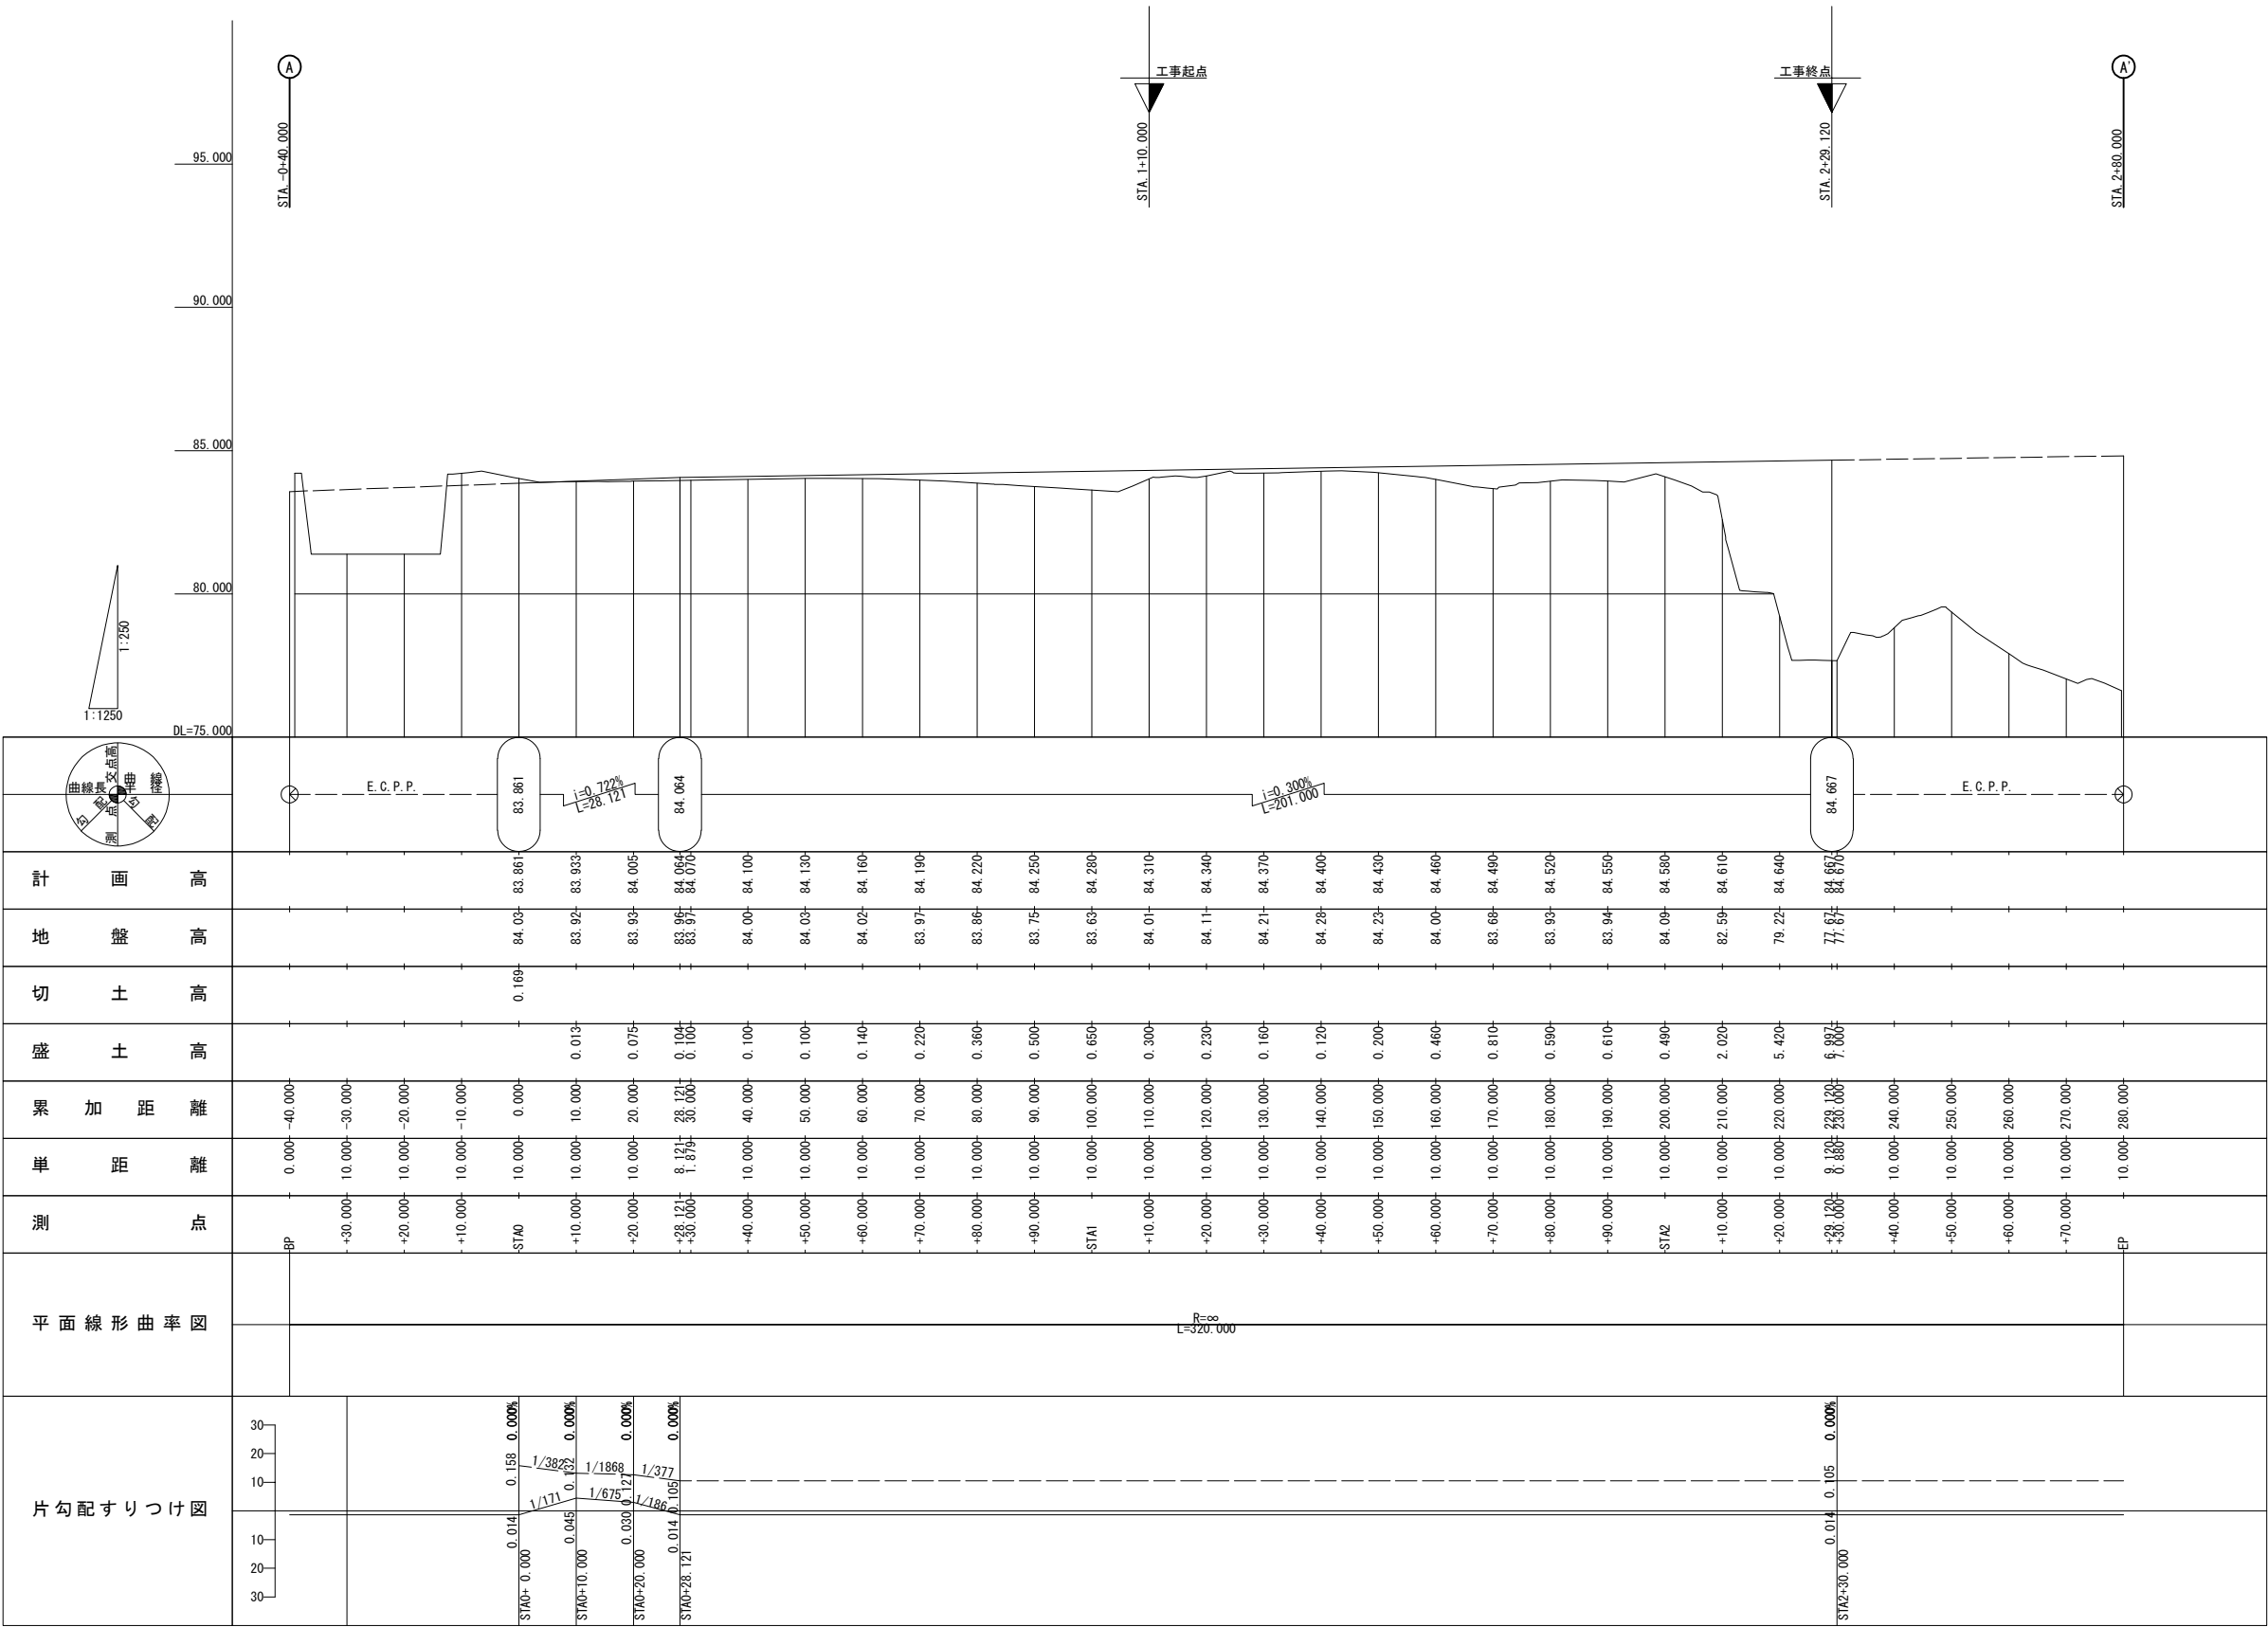 A
工事起点
工事終点
A'
STA.-0+40.000
STA.1+10.000
STA.2+29.120
STA.2+80.000
95.000
90.000
85.000
80.000
1:250
1:1250
DL=75.000
交点高
曲線長
曲線
半径
勾配
測点
勾配
E.C.P.P.
83.861
i=0.722%
L=28.121
84.064
i=0.300%
L=201.000
84.667
E.C.P.P.
計画高 83.861 83.933 84.005 84.064 84.070 84.100 84.130 84.160 84.190 84.220 84.250 84.280 84.310 84.340 84.370 84.400 84.430 84.460 84.490 84.520 84.550 84.580 84.610 84.640 84.667 84.670
地盤高 84.03 83.92 83.93 83.96 83.97 84.00 84.03 84.02 83.97 83.86 83.75 83.63 84.01 84.11 84.21 84.28 84.23 84.00 83.68 83.93 83.94 84.09 82.59 79.22 77.67 77.67
切土高 0.169
盛土高 0.013 0.075 0.104 0.100 0.100 0.100 0.140 0.220 0.360 0.500 0.650 0.300 0.230 0.160 0.120 0.200 0.460 0.810 0.590 0.610 0.490 2.020 5.420 6.997 7.000
累加距離 -40.000 -30.000 -20.000 -10.000 0.000 10.000 20.000 28.121 30.000 40.000 50.000 60.000 70.000 80.000 90.000 100.000 110.000 120.000 130.000 140.000 150.000 160.000 170.000 180.000 190.000 200.000 210.000 220.000 229.120 230.000 240.000 250.000 260.000 270.000 280.000
単距離 0.000 10.000 10.000 10.000 10.000 10.000 10.000 8.121 1.879 10.000 10.000 10.000 10.000 10.000 10.000 10.000 10.000 10.000 10.000 10.000 10.000 10.000 10.000 10.000 10.000 10.000 10.000 10.000 9.120 0.880 10.000 10.000 10.000 10.000 10.000
測点 BP +30.000 +20.000 +10.000 STA0 +10.000 +20.000 +28.121 +30.000 +40.000 +50.000 +60.000 +70.000 +80.000 +90.000 STA1 +10.000 +20.000 +30.000 +40.000 +50.000 +60.000 +70.000 +80.000 +90.000 STA2 +10.000 +20.000 +29.120 +30.000 +40.000 +50.000 +60.000 +70.000 EP
平面線形曲率図
R=∞
L=320.000
片勾配すりつけ図
30
20
10
10
20
30
0.000% 0.000% 0.000% 0.000% 0.000%
0.158 1/382 0.132 1/1868 0.127 1/377 0.105 0.105
0.014 1/171 0.045 1/675 0.030 1/186 0.014 0.014
STA0+ 0.000 STA0+10.000 STA0+20.000 STA0+28.121 STA2+30.000